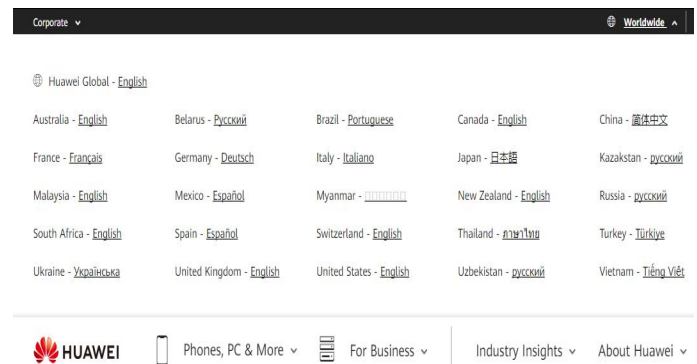 Corporate Worldwide
Huawei Global - English
Australia - English Belarus - Русский Brazil - Portuguese Canada - English China - 简体中文
France - Français Germany - Deutsch Italy - Italiano Japan - 日本語 Kazakstan - русский
Malaysia - English Mexico - Español Myanmar - New Zealand - English Russia - русский
South Africa - English Spain - Español Switzerland - English Thailand - ภาษาไทย Turkey - Türkiye
Ukraine - Українська United Kingdom - English United States - English Uzbekistan - русский Vietnam - Tiếng Việt
HUAWEI Phones, PC & More For Business Industry Insights About Huawei